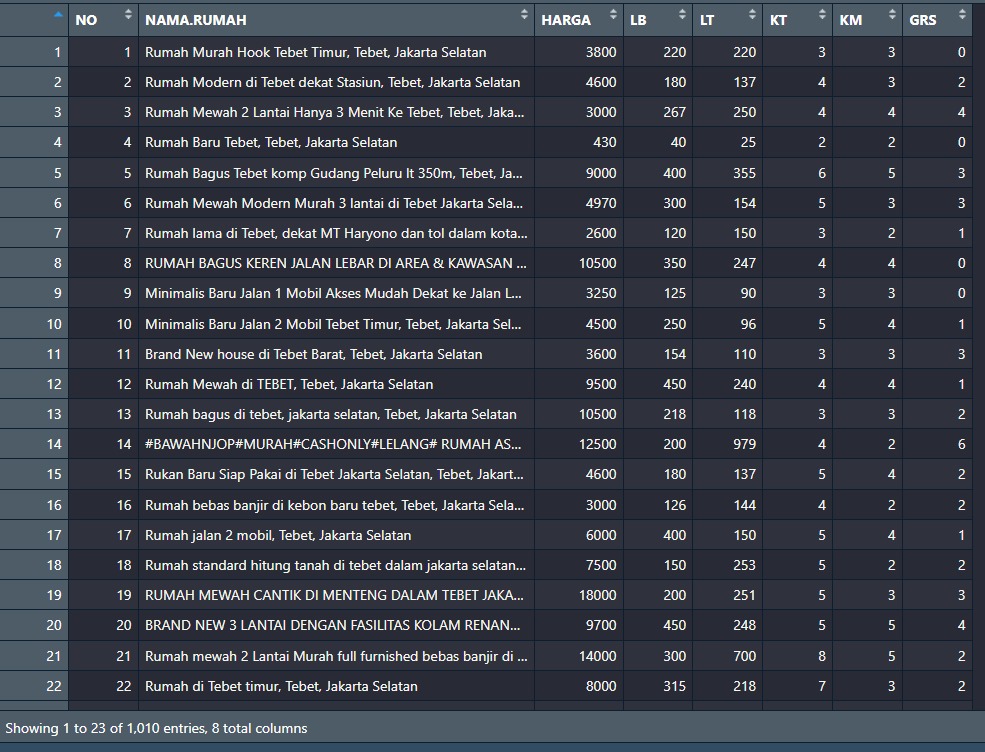 NO NAMA.RUMAH HARGA LB LT KT KM GRS
1 1 Rumah Murah Hook Tebet Timur, Tebet, Jakarta Selatan 3800 220 220 3 3 0
2 2 Rumah Modern di Tebet dekat Stasiun, Tebet, Jakarta Selatan 4600 180 137 4 3 2
3 3 Rumah Mewah 2 Lantai Hanya 3 Menit Ke Tebet, Tebet, Jaka... 3000 267 250 4 4 4
4 4 Rumah Baru Tebet, Tebet, Jakarta Selatan 430 40 25 2 2 0
5 5 Rumah Bagus Tebet komp Gudang Peluru lt 350m, Tebet, Ja... 9000 400 355 6 5 3
6 6 Rumah Mewah Modern Murah 3 lantai di Tebet Jakarta Sela... 4970 300 154 5 3 3
7 7 Rumah lama di Tebet, dekat MT Haryono dan tol dalam kota... 2600 120 150 3 2 1
8 8 RUMAH BAGUS KEREN JALAN LEBAR DI AREA & KAWASAN ... 10500 350 247 4 4 0
9 9 Minimalis Baru Jalan 1 Mobil Akses Mudah Dekat ke Jalan L... 3250 125 90 3 3 0
10 10 Minimalis Baru Jalan 2 Mobil Tebet Timur, Tebet, Jakarta Sel... 4500 250 96 5 4 1
11 11 Brand New house di Tebet Barat, Tebet, Jakarta Selatan 3600 154 110 3 3 3
12 12 Rumah Mewah di TEBET, Tebet, Jakarta Selatan 9500 450 240 4 4 1
13 13 Rumah bagus di tebet, jakarta selatan, Tebet, Jakarta Selatan 10500 218 118 3 3 2
14 14 #BAWAHNJOP#MURAH#CASHONLY#LELANG# RUMAH AS... 12500 200 979 4 2 6
15 15 Rukan Baru Siap Pakai di Tebet Jakarta Selatan, Tebet, Jakart... 4600 180 137 5 4 2
16 16 Rumah bebas banjir di kebon baru tebet, Tebet, Jakarta Sela... 3000 126 144 4 2 2
17 17 Rumah jalan 2 mobil, Tebet, Jakarta Selatan 6000 400 150 5 4 1
18 18 Rumah standard hitung tanah di tebet dalam jakarta selatan... 7500 150 253 5 2 2
19 19 RUMAH MEWAH CANTIK DI MENTENG DALAM TEBET JAKA... 18000 200 251 5 3 3
20 20 BRAND NEW 3 LANTAI DENGAN FASILITAS KOLAM RENAN... 9700 450 248 5 5 4
21 21 Rumah mewah 2 Lantai Murah full furnished bebas banjir di ... 14000 300 700 8 5 2
22 22 Rumah di Tebet timur, Tebet, Jakarta Selatan 8000 315 218 7 3 2
Showing 1 to 23 of 1,010 entries, 8 total columns